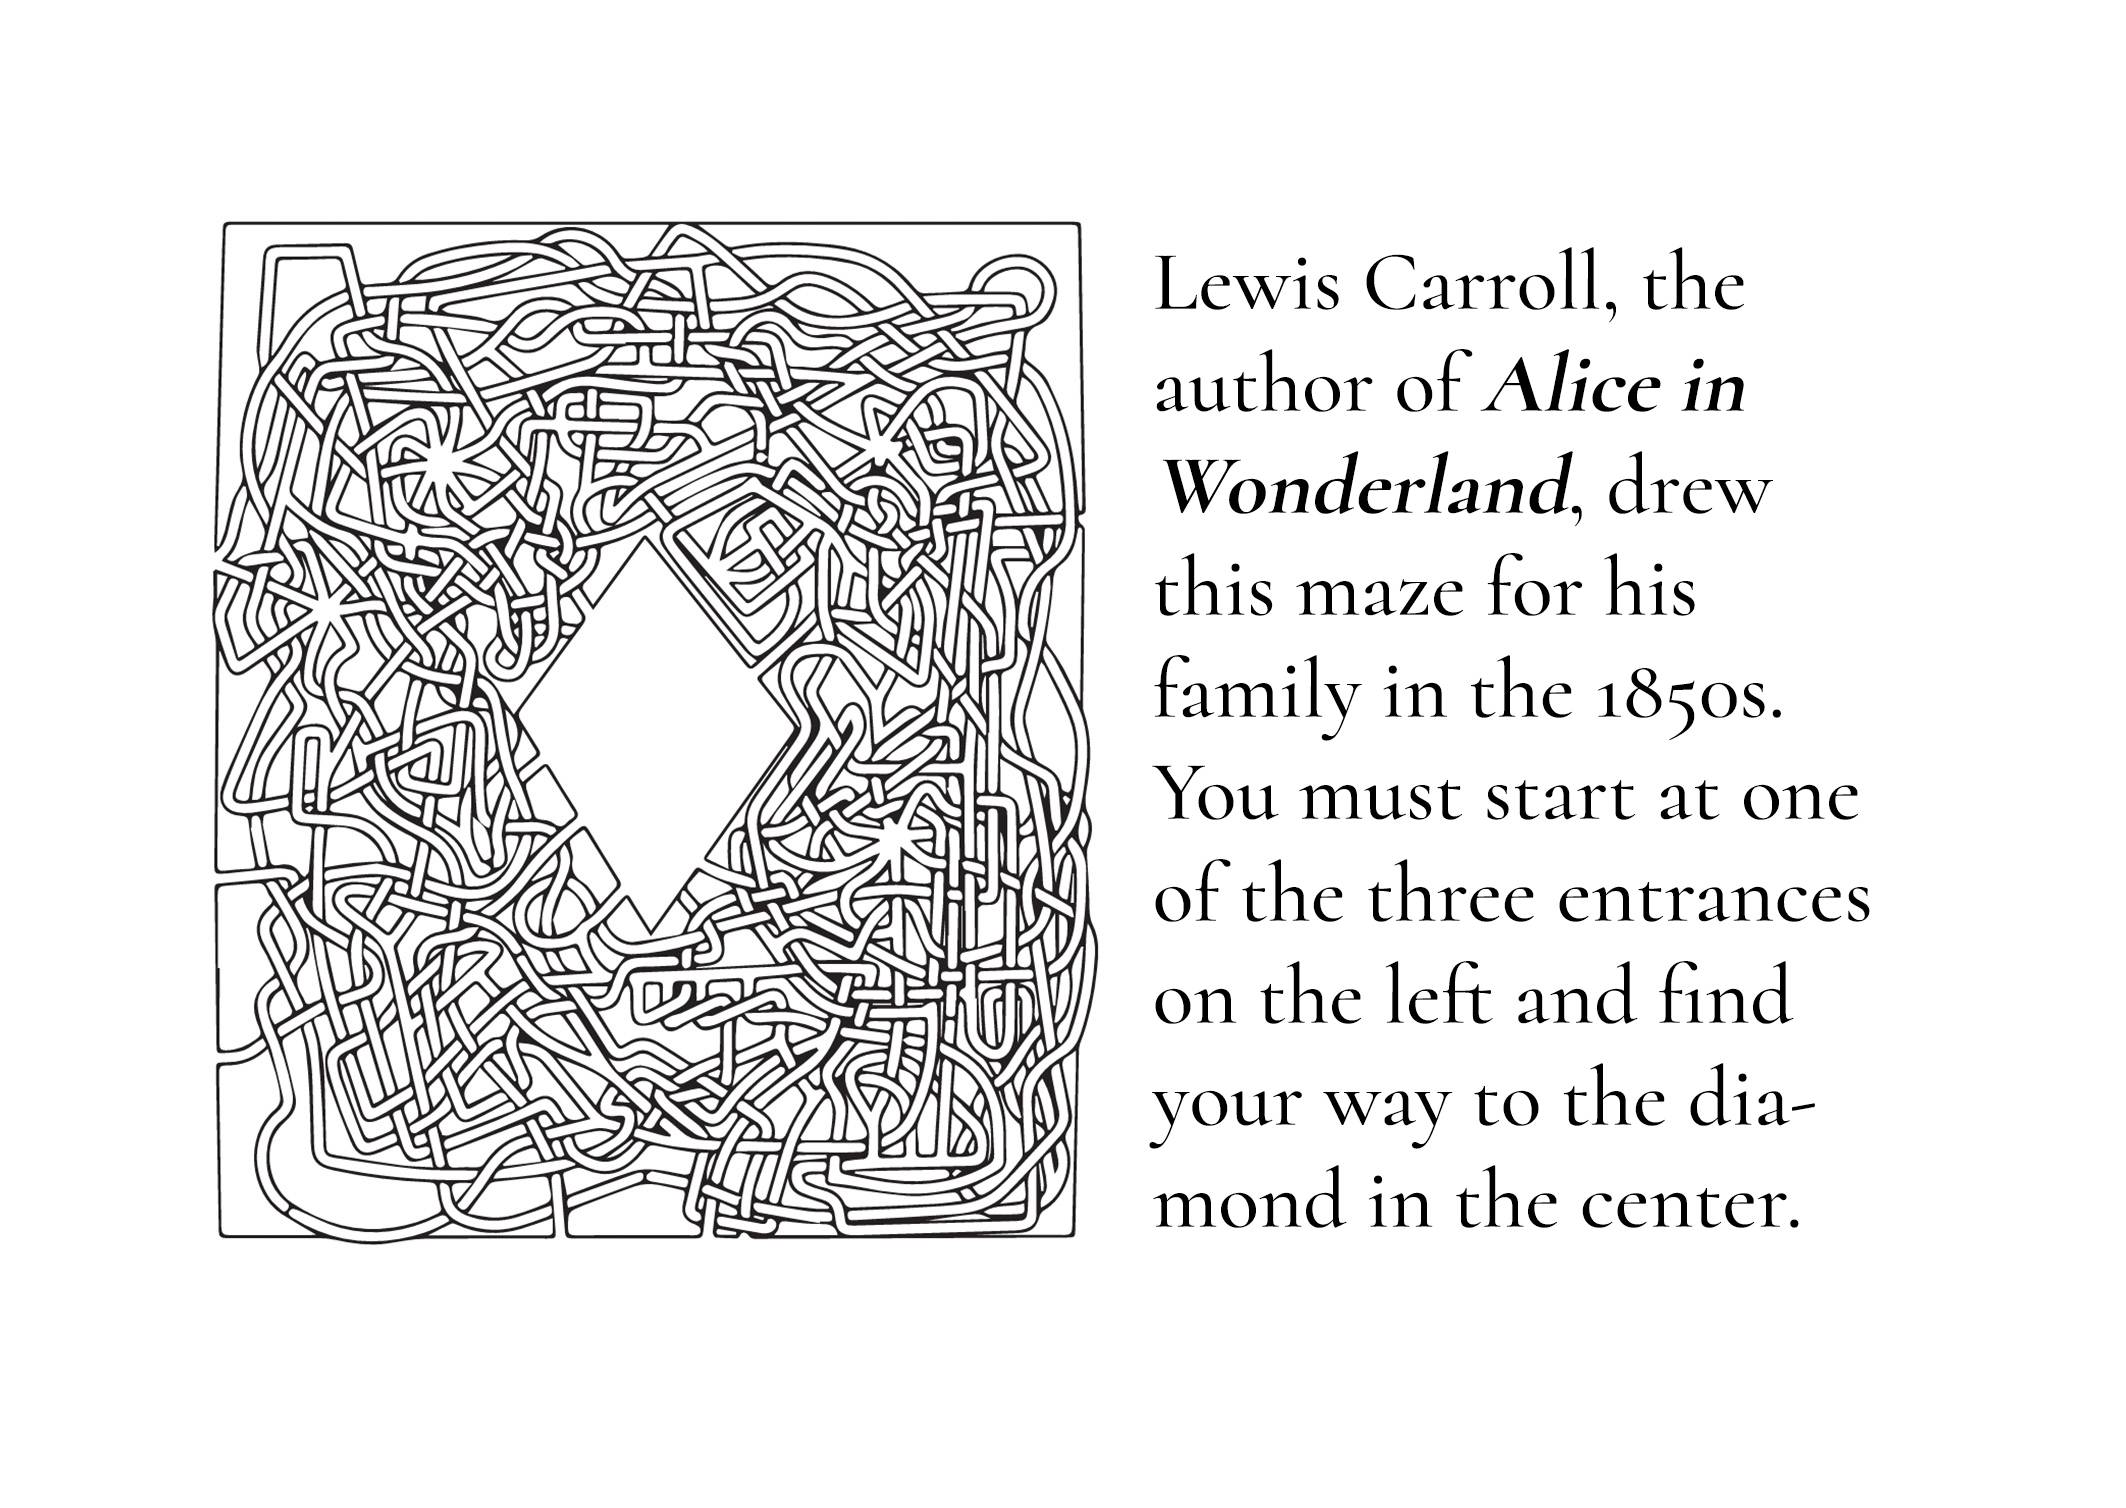 Lewis Carroll, the
author of Alice in
Wonderland, drew
this maze for his
family in the 1850s.
You must start at one
of the three entrances
on the left and find
your way to the dia-
mond in the center.